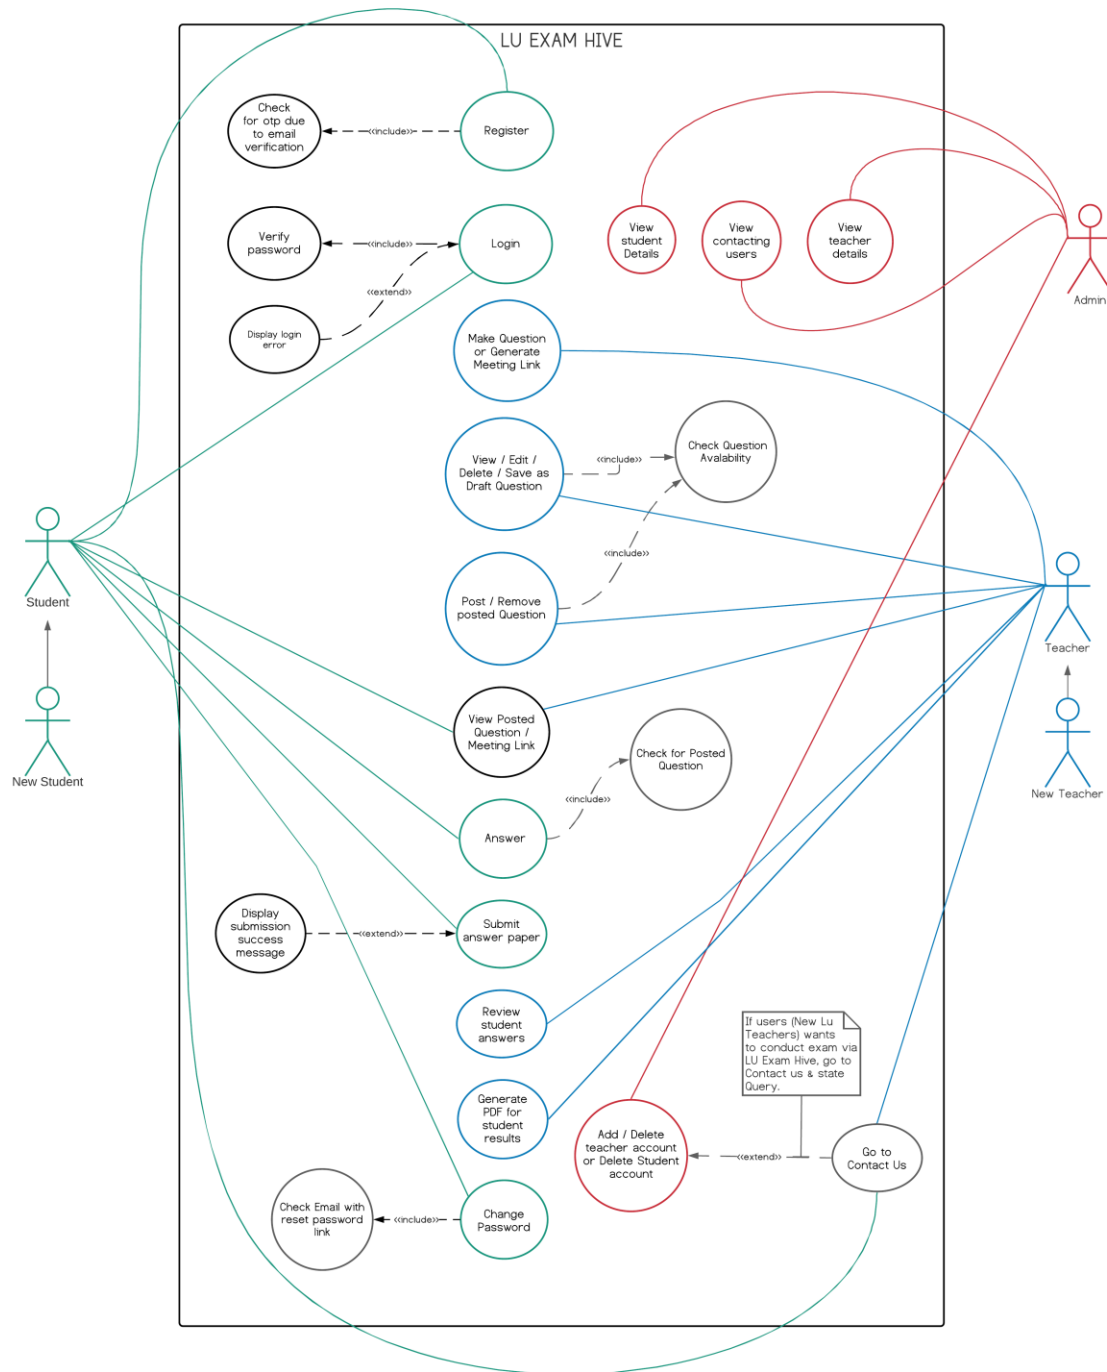 LU EXAM HIVE
Check
for otp due
to email
verification
<<include>>
Register
Verify
password
<<include>>
Login
<<extend>>
Display login
error
View
student
Details
View
contacting
users
View
teacher
details
Admin
Make Question
or Generate
Meeting Link
View / Edit /
Delete / Save as
Draft Question
<<include>>
Check Question
Avalability
<<include>>
Post / Remove
posted Question
Student
Teacher
New Student
New Teacher
View Posted
Question /
Meeting Link
Check for Posted
Question
<<include>>
Answer
Display
submission
success
message
<<extend>>
Submit
answer paper
Review
student
answers
If users (New Lu
Teachers) wants
to conduct exam via
LU Exam Hive, go to
Contact us & state
Query.
Generate
PDF for
student
results
Add / Delete
teacher account
or Delete Student
account
<<extend>>
Go to
Contact Us
Check Email with
reset password
link
<<include>>
Change
Password